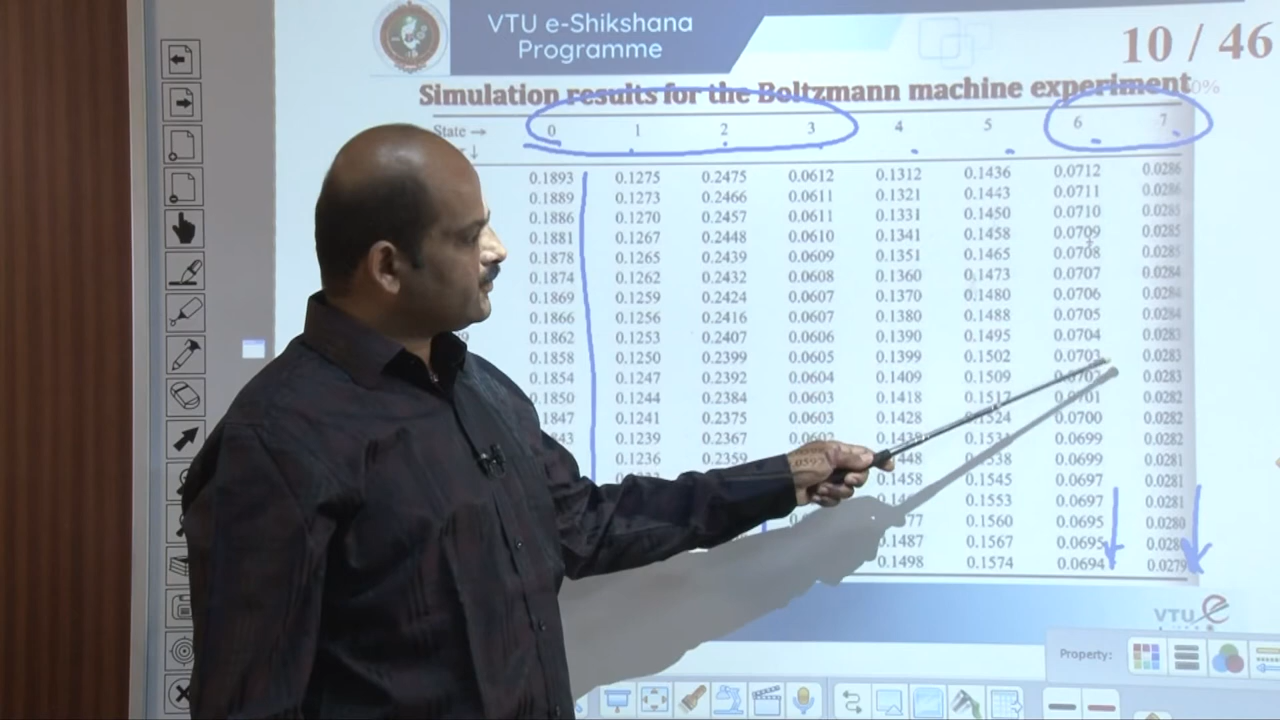 VTU e-Shikshana
Programme
10 / 46
Simulation results for the Boltzmann machine experiment
0%
State → 0 1 2 3 4 5 6 7
0.1893 0.1275 0.2475 0.0612 0.1312 0.1436 0.0712 0.0286
0.1889 0.1273 0.2466 0.0611 0.1321 0.1443 0.0711 0.0286
0.1886 0.1270 0.2457 0.0611 0.1331 0.1450 0.0710 0.0285
0.1881 0.1267 0.2448 0.0610 0.1341 0.1458 0.0709 0.0285
0.1878 0.1265 0.2439 0.0609 0.1351 0.1465 0.0708 0.0285
0.1874 0.1262 0.2432 0.0608 0.1360 0.1473 0.0707 0.0284
0.1869 0.1259 0.2424 0.0607 0.1370 0.1480 0.0706 0.0284
0.1866 0.1256 0.2416 0.0607 0.1380 0.1488 0.0705 0.0284
0.1862 0.1253 0.2407 0.0606 0.1390 0.1495 0.0704 0.0283
0.1858 0.1250 0.2399 0.0605 0.1399 0.1502 0.0703 0.0283
0.1854 0.1247 0.2392 0.0604 0.1409 0.1509 0.0702 0.0283
0.1850 0.1244 0.2384 0.0603 0.1418 0.1517 0.0701 0.0282
0.1847 0.1241 0.2375 0.0603 0.1428 0.1524 0.0700 0.0282
0.1239 0.2367 0.0602 0.0699 0.0282
0.1236 0.2359 0.0699 0.0281
0.1458 0.1545 0.0697 0.0281
0.1553 0.0697 0.0281
0.1560 0.0695 0.0280
0.1487 0.1567 0.0695
0.1498 0.1574 0.0694 0.0279
VTU e
Property: